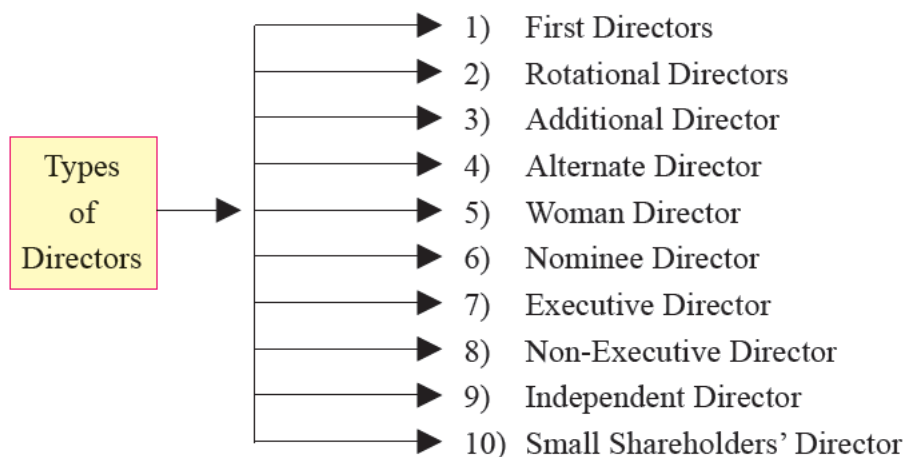 Types
of
Directors
1) First Directors
2) Rotational Directors
3) Additional Director
4) Alternate Director
5) Woman Director
6) Nominee Director
7) Executive Director
8) Non-Executive Director
9) Independent Director
10) Small Shareholders’ Director